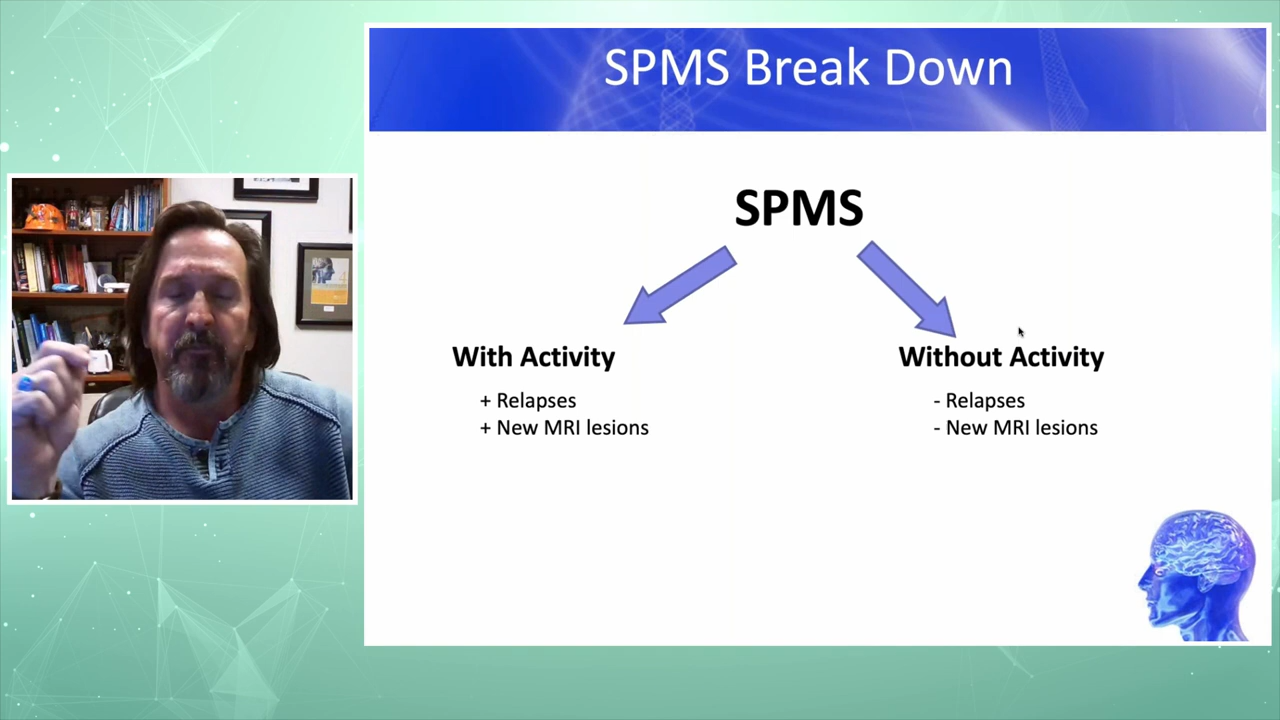 SPMS Break Down
SPMS
With Activity
+ Relapses
+ New MRI lesions
Without Activity
- Relapses
- New MRI lesions